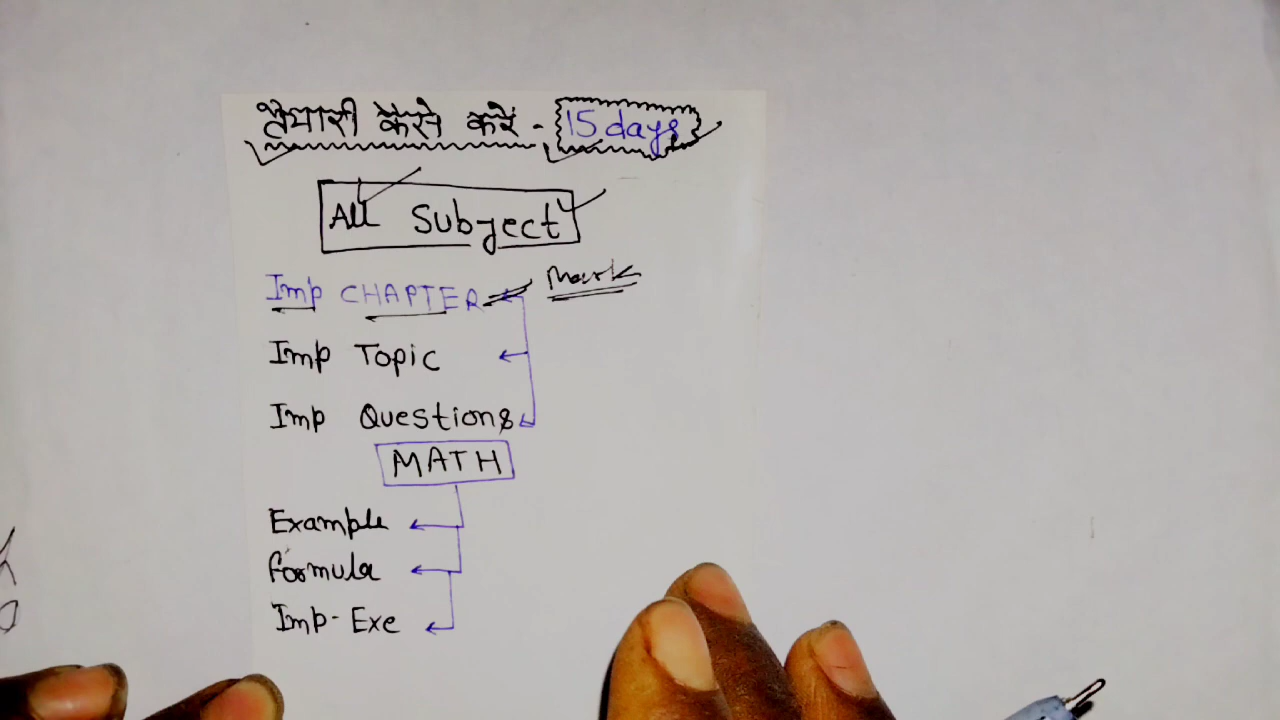 तैयारी कैसे करें - 15 days
All Subject
Imp CHAPTER Mark
Imp Topic
Imp Questions
MATH
Example
formula
Imp - Exe